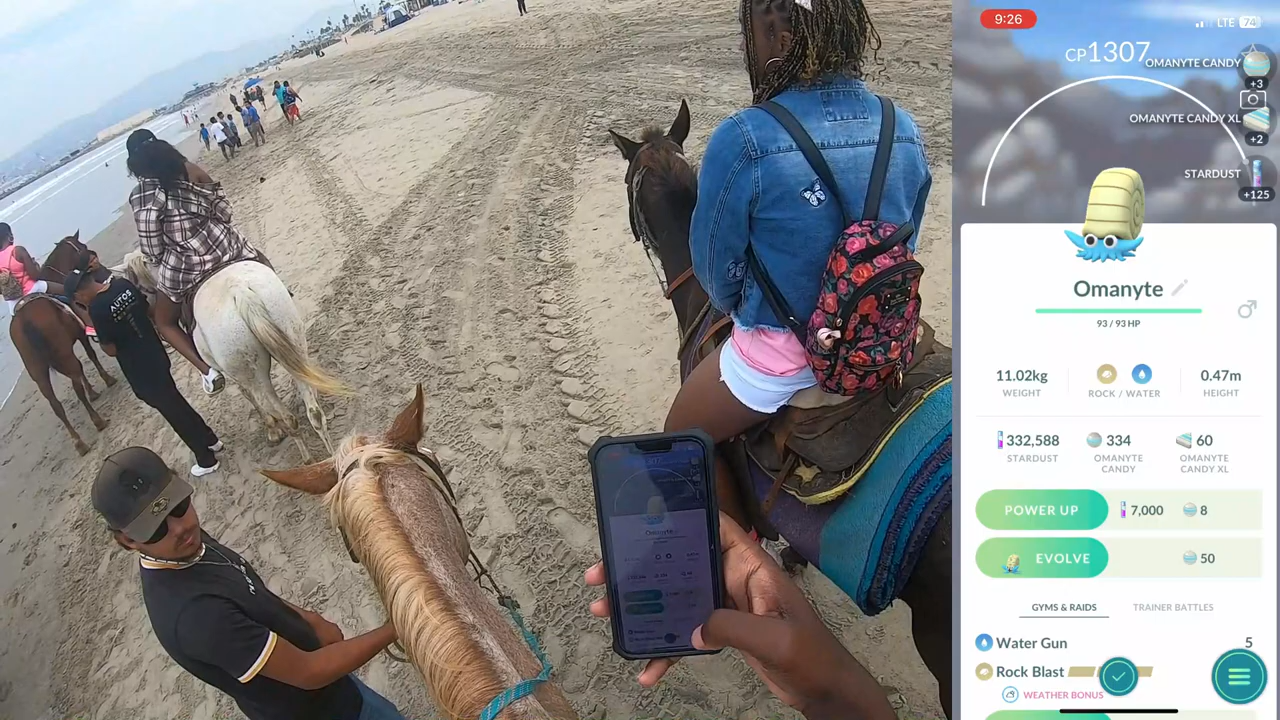 9:26
LTE 74
CP1307
OMANYTE CANDY
+3
OMANYTE CANDY XL
+2
STARDUST
+125
Omanyte
93 / 93 HP
11.02kg
WEIGHT
ROCK / WATER
0.47m
HEIGHT
332,588
STARDUST
334
OMANYTE
CANDY
60
OMANYTE
CANDY XL
POWER UP
7,000
8
EVOLVE
50
GYMS & RAIDS
TRAINER BATTLES
Water Gun
5
Rock Blast
WEATHER BONUS
AUTOS